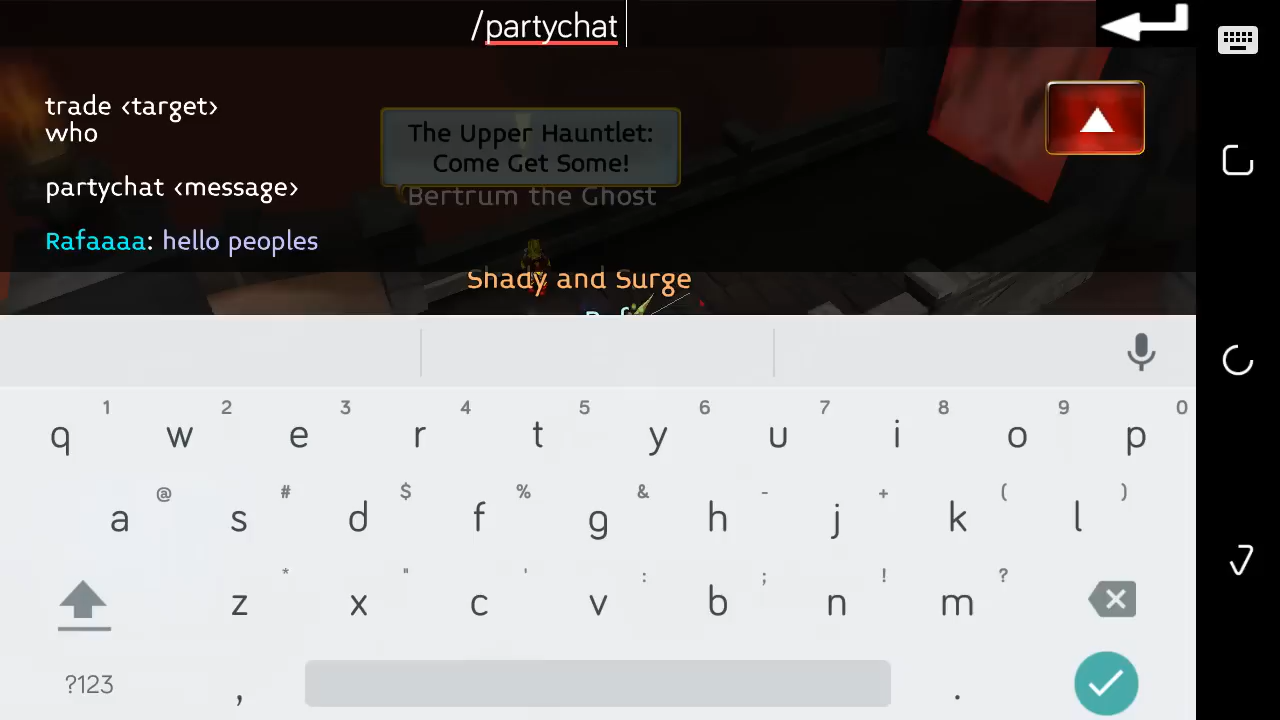 /partychat
trade <target>
who
The Upper Hauntlet:
Come Get Some!
partychat <message>
Bertrum the Ghost
Rafaaaa: hello peoples
Shady and Surge
1 2 3 4 5 6 7 8 9 0
q w e r t y u i o p
@ # $ % & - + ( )
a s d f g h j k l
* " ' : ; ! ?
z x c v b n m
?123 , .